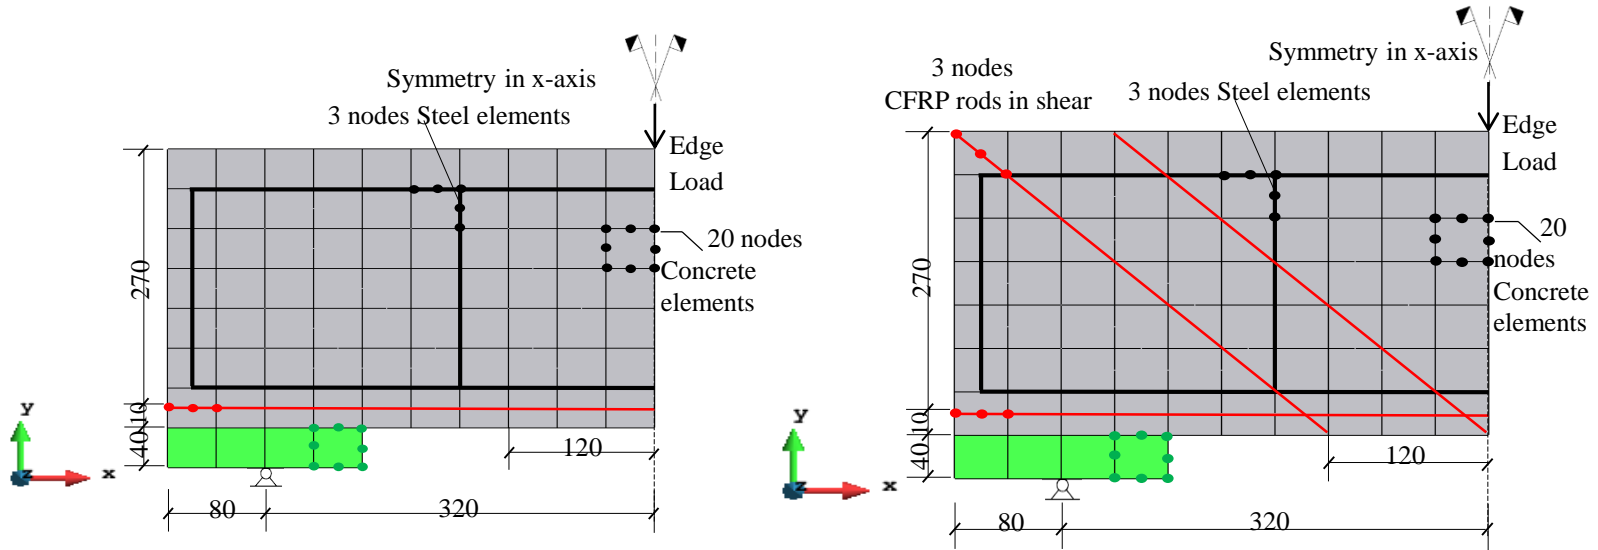 Symmetry in x-axis
3 nodes Steel elements
Edge
Load
20 nodes
Concrete
elements
270
10
40
120
80
320
y
x
z
3 nodes
CFRP rods in shear
Symmetry in x-axis
3 nodes Steel elements
Edge
Load
20
nodes
Concrete
elements
270
10
40
120
80
320
y
x
z